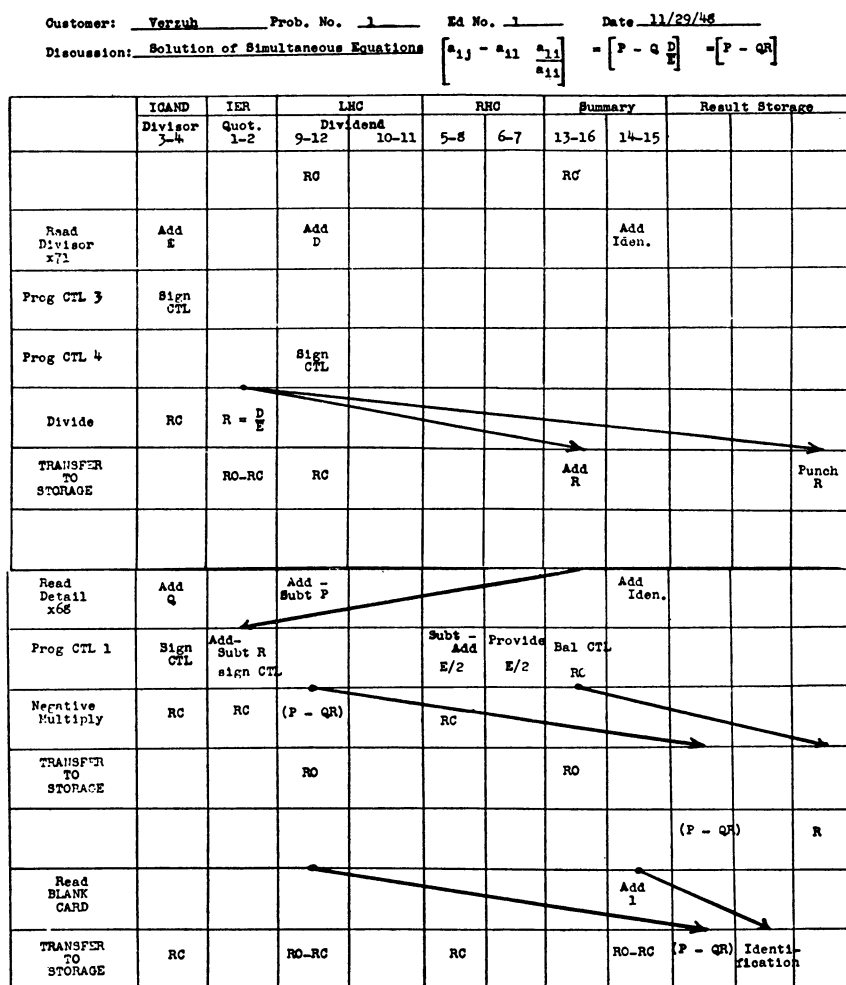 Customer: Verzuh Prob. No. 1 Ed No. 1 Date 11/29/48
Discussion: Solution of Simultaneous Equations [a_ij - a_i1 a_1i/a_11] = [P - Q D/E] = [P - QR]
ICAND IER LHC RHC Summary Result Storage
Divisor Quot. Dividend
3-4 1-2 9-12 10-11 5-8 6-7 13-16 14-15
RC RC
Read Add Add Add
Divisor E D Iden.
x71
Prog CTL 3 Sign
CTL
Prog CTL 4 Sign
CTL
Divide RC R = D/E
TRANSFER Add Punch
TO RO-RC RC R R
STORAGE
Read Add Add - Add
Detail Q Subt P Iden.
x68
Prog CTL 1 Sign Add- Subt - Provide Bal CTL
CTL Subt R Add
sign CTL E/2 E/2 RC
Negative RC RC (P - QR) RC
Multiply
TRANSFER
TO RO RO
STORAGE
(P - QR) R
Read Add
BLANK 1
CARD
TRANSFER RC RO-RC RC RO-RC (P - QR) Identi-
TO fication
STORAGE